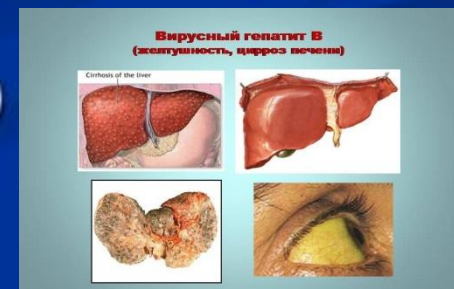 Вирусный гепатит В
(желтушность, цирроз печени)
Cirrhosis of the liver